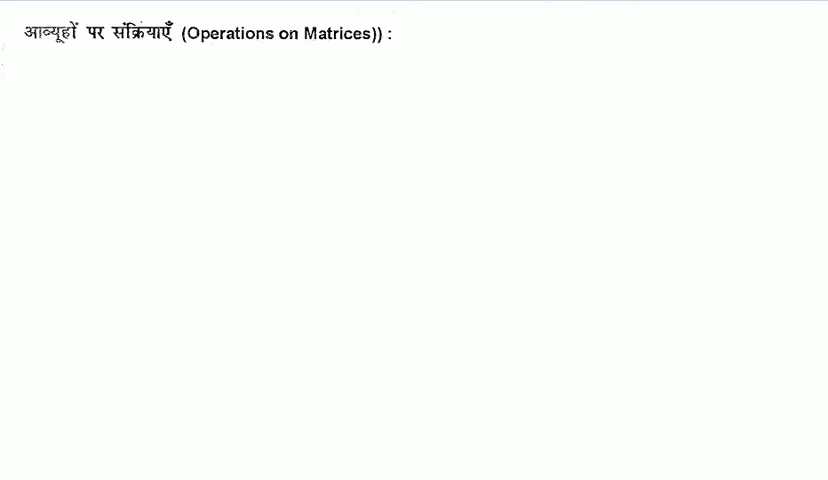 आव्यूहों पर संक्रियाएँ (Operations on Matrices)) :